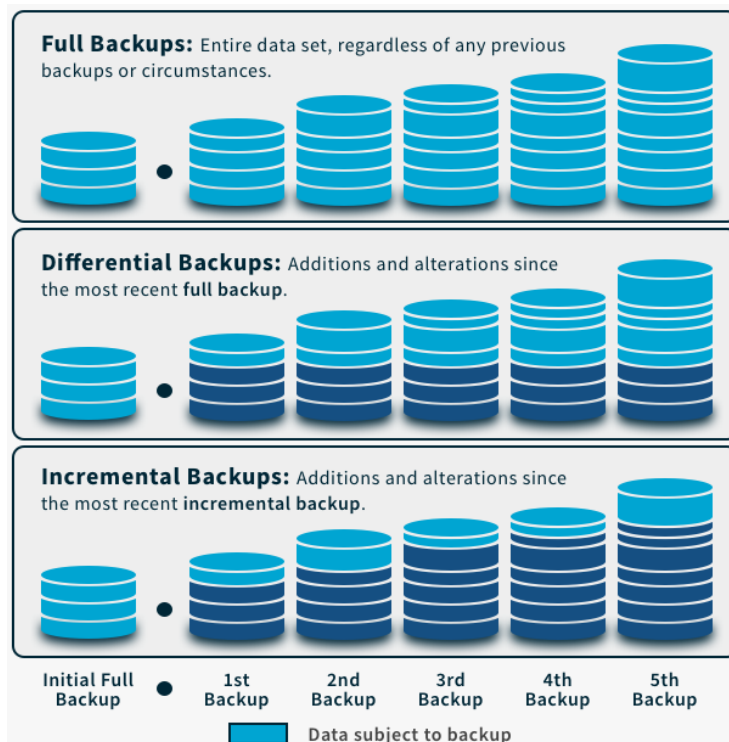 Full Backups: Entire data set, regardless of any previous
backups or circumstances.
Differential Backups: Additions and alterations since
the most recent full backup.
Incremental Backups: Additions and alterations since
the most recent incremental backup.
Initial Full
Backup
1st
Backup
2nd
Backup
3rd
Backup
4th
Backup
5th
Backup
Data subject to backup